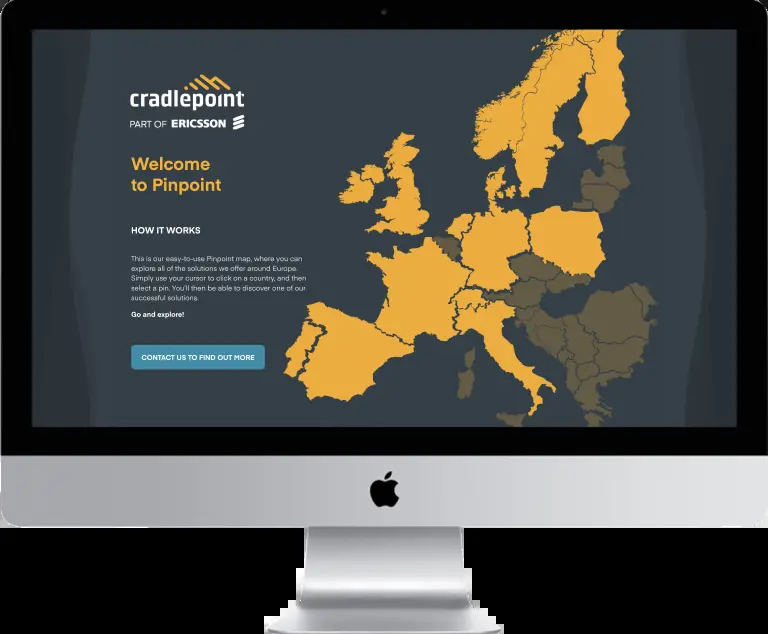 cradlepoint
PART OF ERICSSON
Welcome
to Pinpoint
HOW IT WORKS
This is our easy-to-use Pinpoint map, where you can
explore all of the solutions we offer around Europe.
Simply use your cursor to click on a country, and then
select a pin. You'll then be able to discover one of our
successful solutions.
Go and explore!
CONTACT US TO FIND OUT MORE